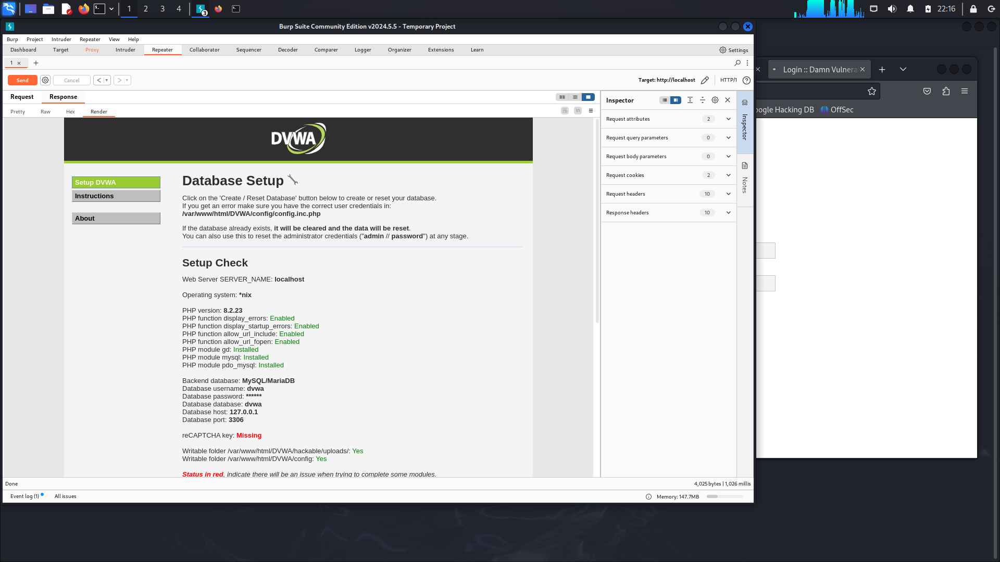 1
2
3
4
3
22:16
Burp Suite Community Edition v2024.5.5 - Temporary Project
Burp Project Intruder Repeater View Help
Dashboard Target Proxy Intruder Repeater Collaborator Sequencer Decoder Comparer Logger Organizer Extensions Learn Settings
1
Send Cancel Target: http://localhost HTTP/1
Request Response
Pretty Raw Hex Render
\n
DVWA
Setup DVWA
Instructions
About
Database Setup
Click on the 'Create / Reset Database' button below to create or reset your database.
If you get an error make sure you have the correct user credentials in:
/var/www/html/DVWA/config/config.inc.php
If the database already exists, it will be cleared and the data will be reset.
You can also use this to reset the administrator credentials ("admin // password") at any stage.
Setup Check
Web Server SERVER_NAME: localhost
Operating system: *nix
PHP version: 8.2.23
PHP function display_errors: Enabled
PHP function display_startup_errors: Enabled
PHP function allow_url_include: Enabled
PHP function allow_url_fopen: Enabled
PHP module gd: Installed
PHP module mysql: Installed
PHP module pdo_mysql: Installed
Backend database: MySQL/MariaDB
Database username: dvwa
Database password: ******
Database database: dvwa
Database host: 127.0.0.1
Database port: 3306
reCAPTCHA key: Missing
Writable folder /var/www/html/DVWA/hackable/uploads/: Yes
Writable folder /var/www/html/DVWA/config: Yes
Status in red, indicate there will be an issue when trying to complete some modules.
Inspector
Request attributes 2
Request query parameters 0
Request body parameters 0
Request cookies 2
Request headers 10
Response headers 10
Inspector
Notes
Done
4,025 bytes | 1,026 millis
Event log (1) All issues
Memory: 147.7MB
Login :: Damn Vulnera
oogle Hacking DB OffSec